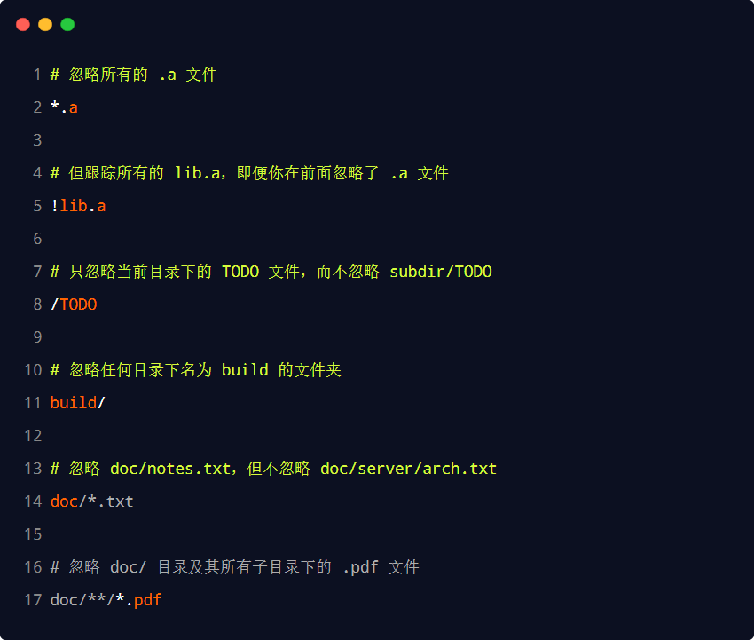 1 # 忽略所有的 .a 文件
2 *.a
3
4 # 但跟踪所有的 lib.a，即便你在前面忽略了 .a 文件
5 !lib.a
6
7 # 只忽略当前目录下的 TODO 文件，而不忽略 subdir/TODO
8 /TODO
9
10 # 忽略任何目录下名为 build 的文件夹
11 build/
12
13 # 忽略 doc/notes.txt，但不忽略 doc/server/arch.txt
14 doc/*.txt
15
16 # 忽略 doc/ 目录及其所有子目录下的 .pdf 文件
17 doc/**/*.pdf